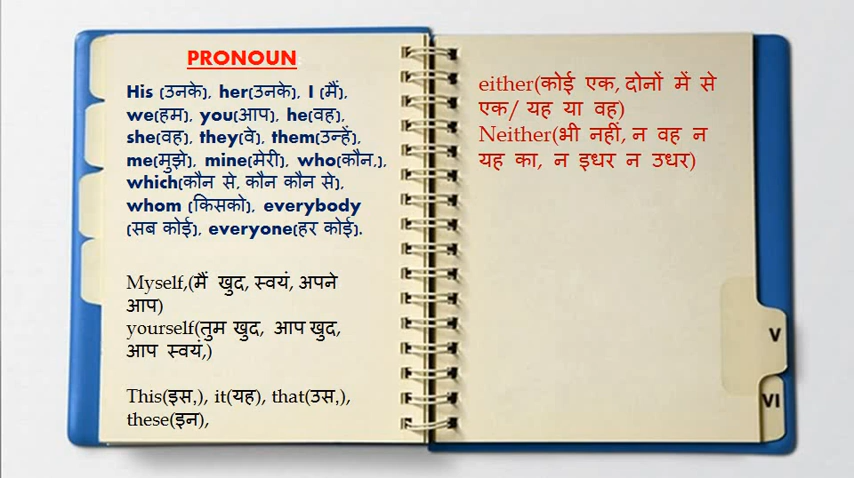 PRONOUN:
His (उनके), her(उनके), I (मैं),
we(हम), you(आप), he(वह),
she(वह), they(वे), them(उन्हें),
me(मुझे), mine(मेरी), who(कौन,),
which(कौन से, कौन कौन से),
whom (किसको), everybody
(सब कोई), everyone(हर कोई).
Myself,(मैं खुद, स्वयं, अपने
आप)
yourself(तुम खुद, आप खुद,
आप स्वयं,)
This(इस,), it(यह), that(उस,),
these(इन),
either(कोई एक, दोनों में से
एक/ यह या वह)
Neither(भी नहीं, न वह न
यह का, न इधर न उधर)
V
VI